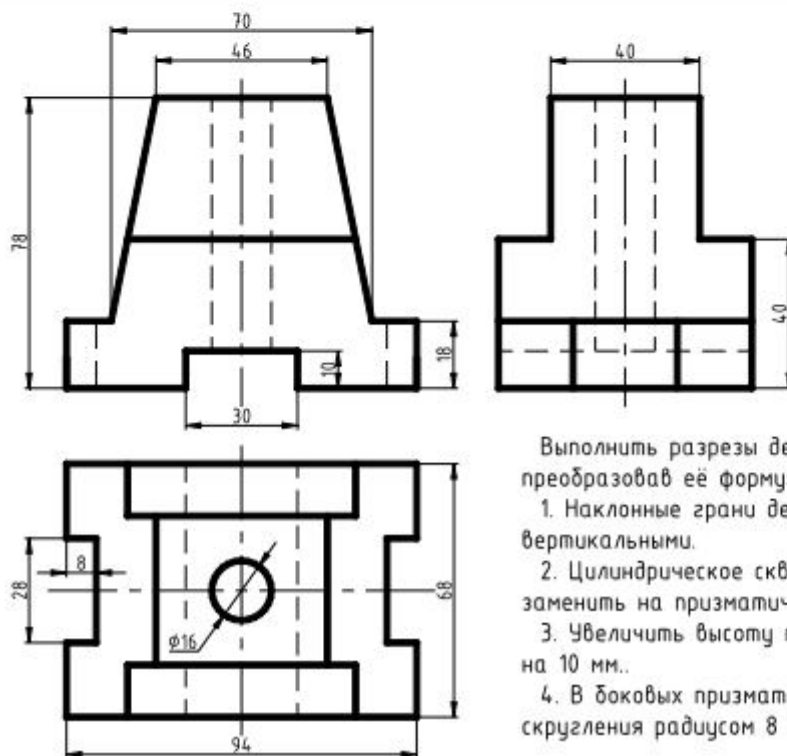 70
46
40
78
18
10
30
40
Выполнить разрезы де
преобразовав её форму
1. Наклонные грани де
вертикальными.
2. Цилиндрическое скв
заменить на призматич
3. Увеличить высоту
на 10 мм..
4. В боковых призмат
скругления радиусом 8
8
28
68
φ16
94